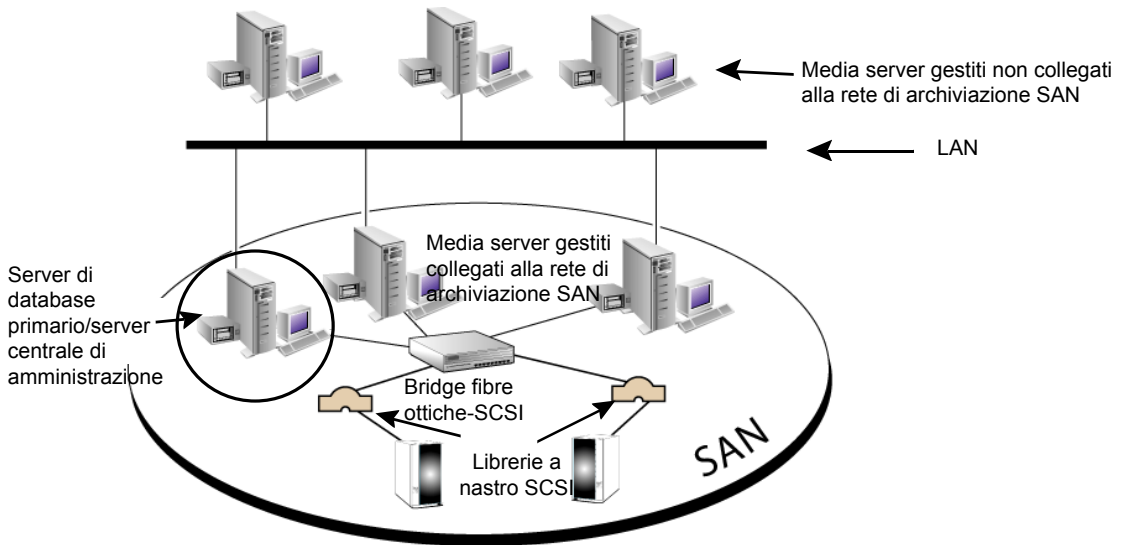 Media server gestiti non collegati
alla rete di archiviazione SAN
LAN
Media server gestiti
collegati alla rete di
archiviazione SAN
Server di
database
primario/server
centrale di
amministrazione
Bridge fibre
ottiche-SCSI
Librerie a
nastro SCSI
SAN